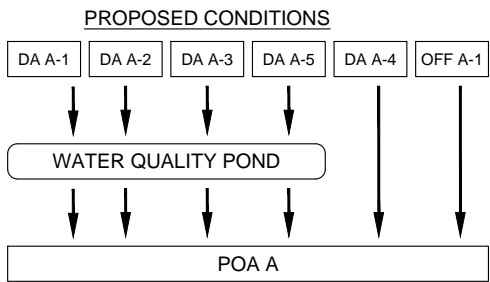 PROPOSED CONDITIONS
DA A-1 DA A-2 DA A-3 DA A-5 DA A-4 OFF A-1
WATER QUALITY POND
POA A